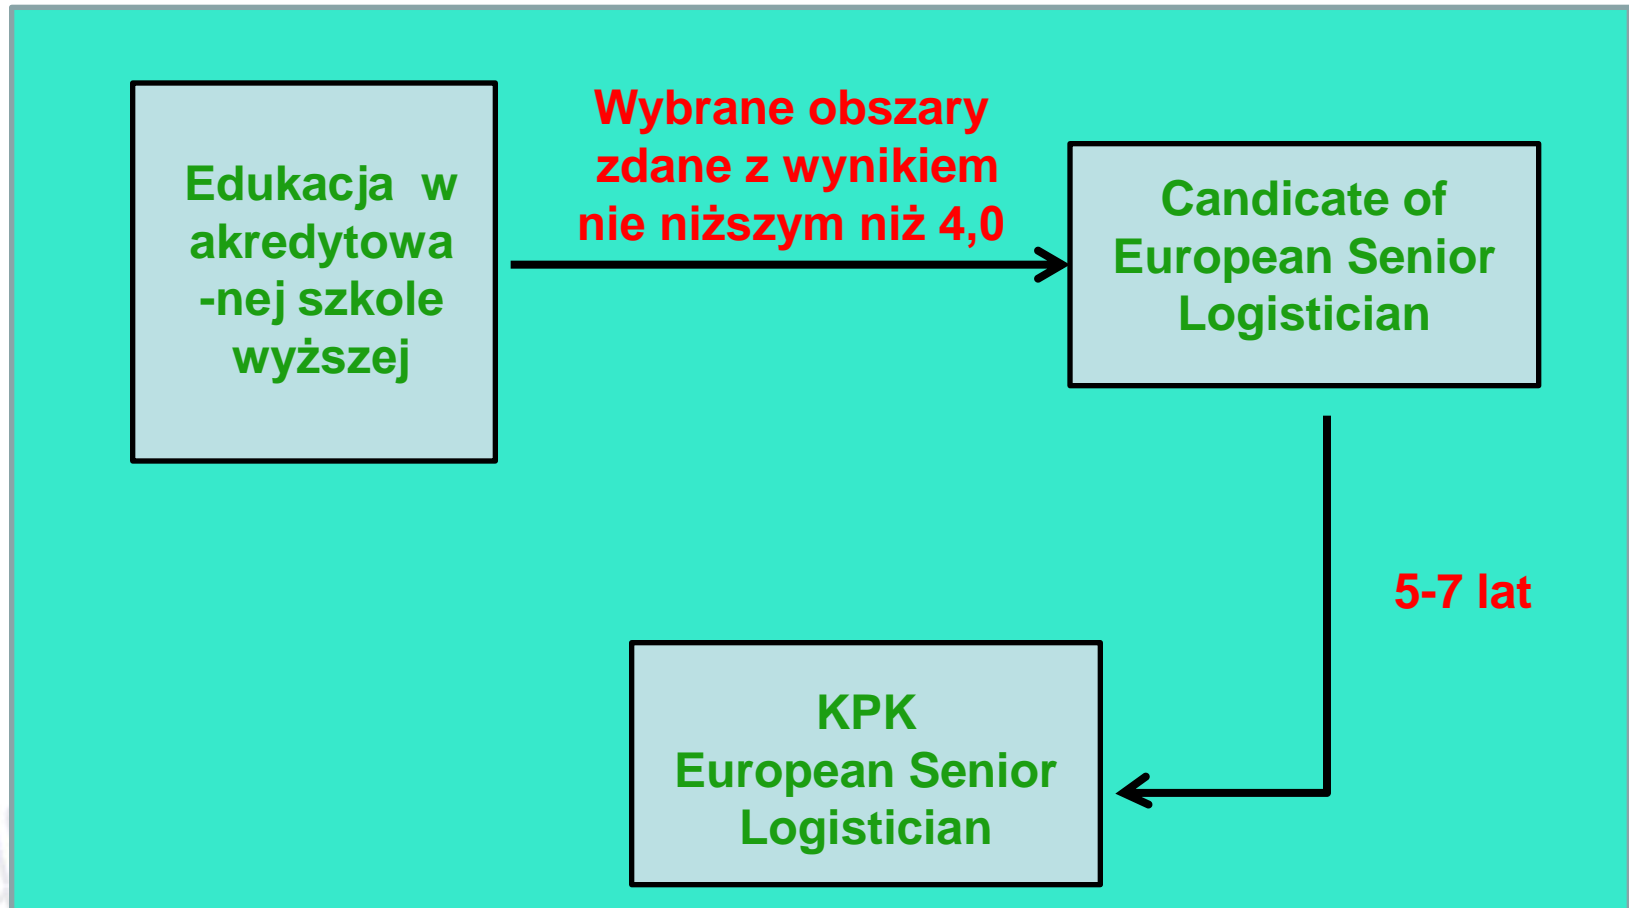 Edukacja w
akredytowa
-nej szkole
wyższej
Wybrane obszary
zdane z wynikiem
nie niższym niż 4,0
Candicate of
European Senior
Logistician
5-7 lat
KPK
European Senior
Logistician